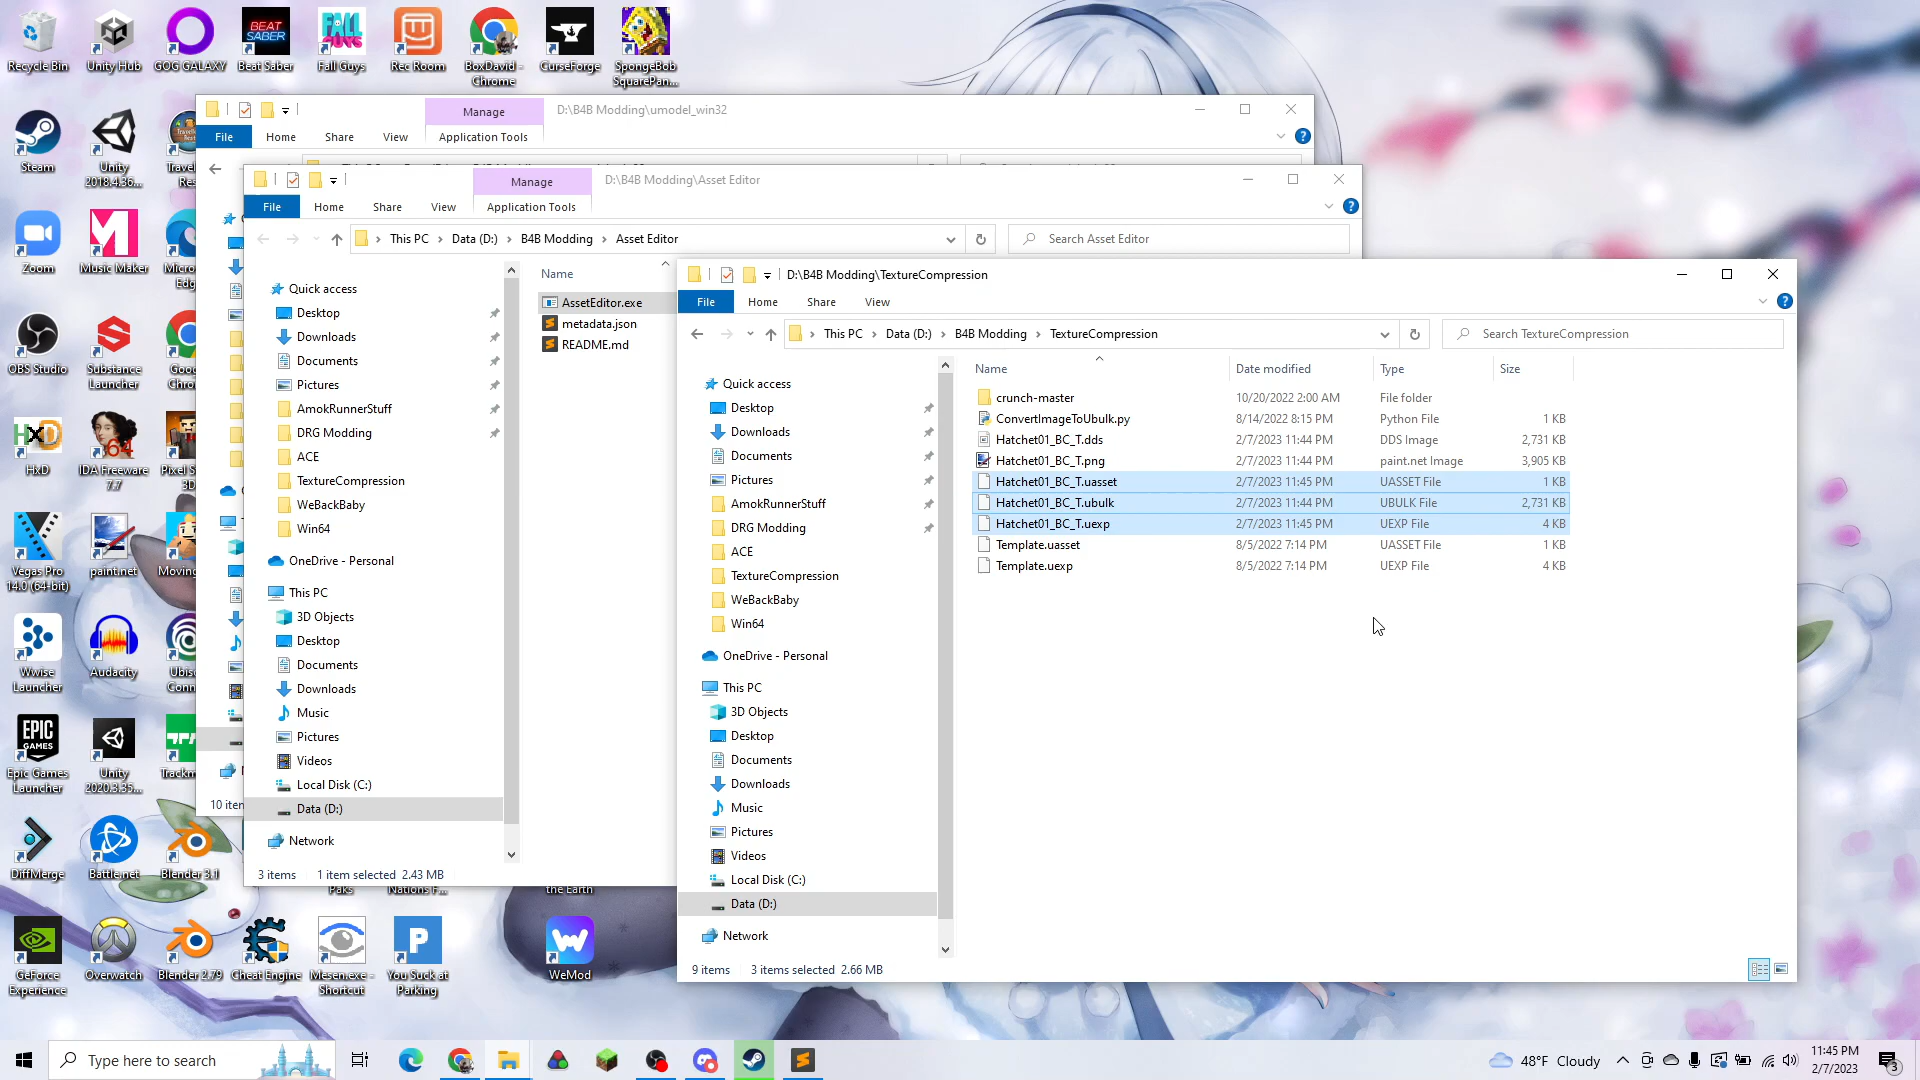 Recycle Bin
Unity Hub
GOG GALAXY
Beat Saber
Fall Guys
Rec Room
BoxDavid -
Chrome
CurseForge
SpongeBob
SquarePan...
Steam
Unity
2018.4.36...
Zoom
Music Maker
OBS Studio
Substance
Launcher
HxD
IDA Freeware
7.7
Pixel S
3D
Vegas Pro
14.0 (64-bit)
paint.net
Moving
Wwise
Launcher
Audacity
Ubis
Conn
Epic Games
Launcher
Unity
2020.3.35...
Trackm
DiffMerge
Battle.net
Blender 3.1
GeForce
Experience
Overwatch
Blender 2.79
Cheat Engine
Mesen.exe -
Shortcut
You Suck at
Parking
WeMod
Paks
Nations F...
the Earth
Manage
D:\B4B Modding\umodel_win32
File
Home
Share
View
Application Tools
10 iten
Manage
D:\B4B Modding\Asset Editor
File
Home
Share
View
Application Tools
This PC > Data (D:) > B4B Modding > Asset Editor
Search Asset Editor
Quick access
Desktop
Downloads
Documents
Pictures
AmokRunnerStuff
DRG Modding
ACE
TextureCompression
WeBackBaby
Win64
OneDrive - Personal
This PC
3D Objects
Desktop
Documents
Downloads
Music
Pictures
Videos
Local Disk (C:)
Data (D:)
Network
Name
AssetEditor.exe
metadata.json
README.md
3 items 1 item selected 2.43 MB
D:\B4B Modding\TextureCompression
File
Home
Share
View
This PC > Data (D:) > B4B Modding > TextureCompression
Search TextureCompression
Quick access
Desktop
Downloads
Documents
Pictures
AmokRunnerStuff
DRG Modding
ACE
TextureCompression
WeBackBaby
Win64
OneDrive - Personal
This PC
3D Objects
Desktop
Documents
Downloads
Music
Pictures
Videos
Local Disk (C:)
Data (D:)
Network
Name Date modified Type Size
crunch-master 10/20/2022 2:00 AM File folder
ConvertImageToUbulk.py 8/14/2022 8:15 PM Python File 1 KB
Hatchet01_BC_T.dds 2/7/2023 11:44 PM DDS Image 2,731 KB
Hatchet01_BC_T.png 2/7/2023 11:44 PM paint.net Image 3,905 KB
Hatchet01_BC_T.uasset 2/7/2023 11:45 PM UASSET File 1 KB
Hatchet01_BC_T.ubulk 2/7/2023 11:44 PM UBULK File 2,731 KB
Hatchet01_BC_T.uexp 2/7/2023 11:45 PM UEXP File 4 KB
Template.uasset 8/5/2022 7:14 PM UASSET File 1 KB
Template.uexp 8/5/2022 7:14 PM UEXP File 4 KB
9 items 3 items selected 2.66 MB
Type here to search
48°F Cloudy
11:45 PM
2/7/2023
3